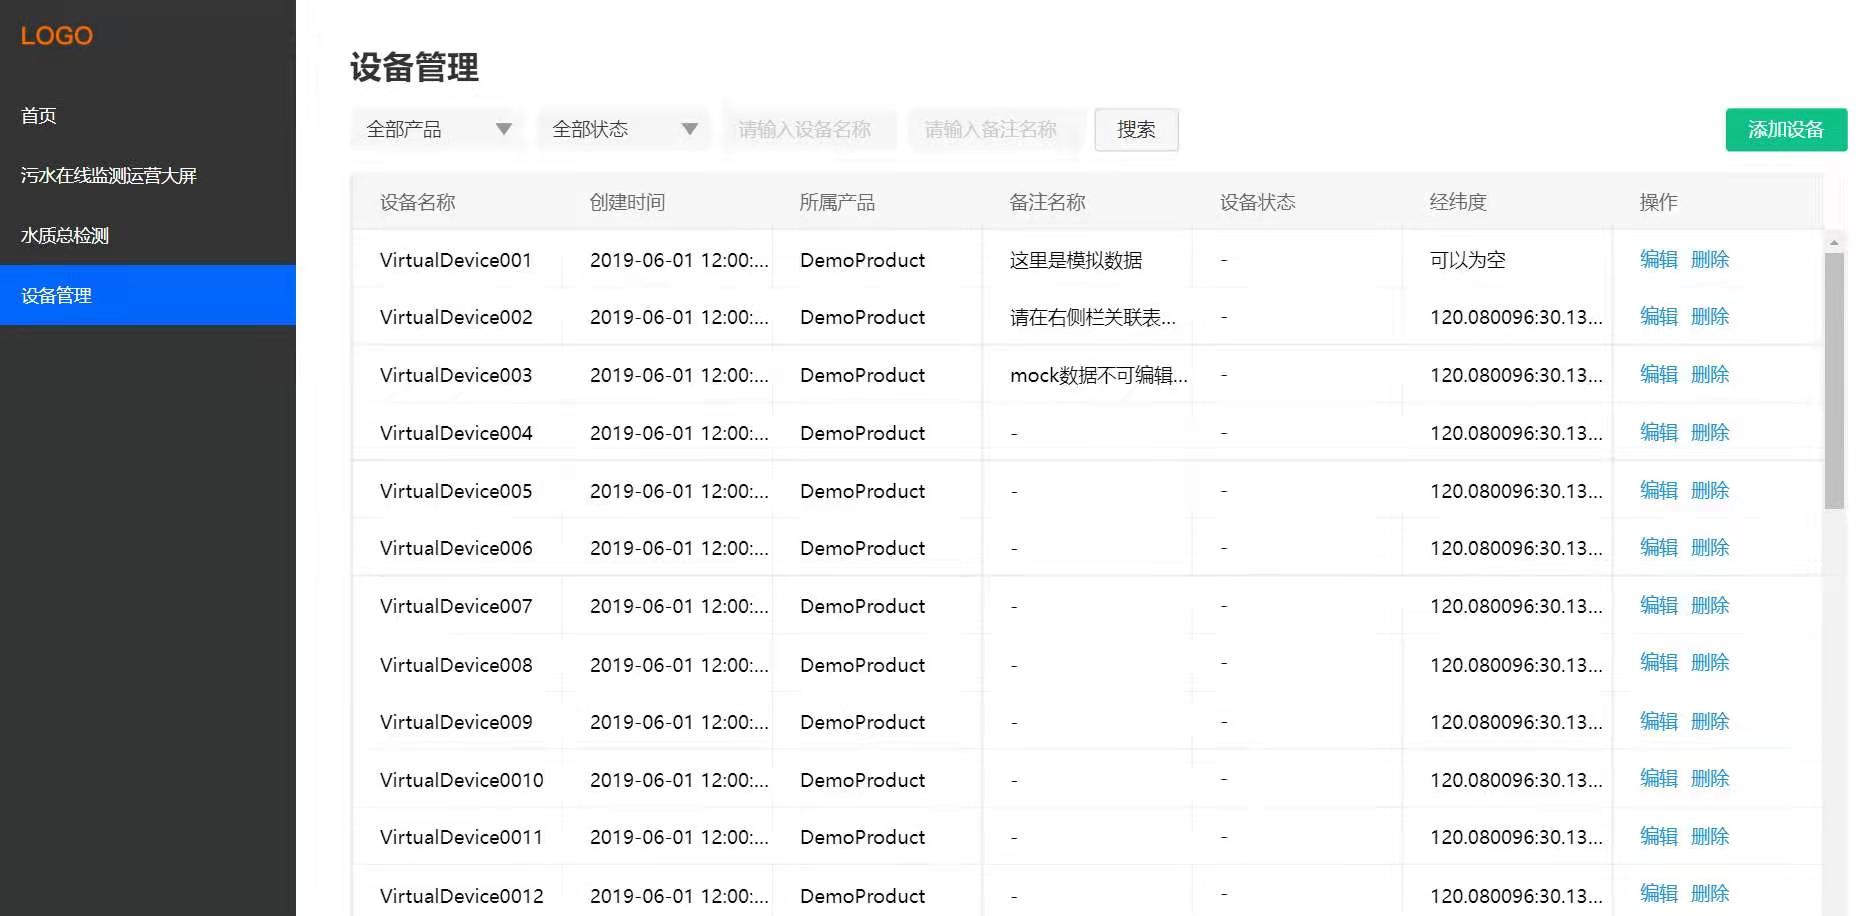 LOGO
首页
污水在线监测运营大屏
水质总检测
设备管理
设备管理
全部产品 全部状态 请输入设备名称 请输入备注名称 搜索 添加设备
设备名称 创建时间 所属产品 备注名称 设备状态 经纬度 操作
VirtualDevice001 2019-06-01 12:00:... DemoProduct 这里是模拟数据 - 可以为空 编辑 删除
VirtualDevice002 2019-06-01 12:00:... DemoProduct 请在右侧栏关联表... - 120.080096:30.13... 编辑 删除
VirtualDevice003 2019-06-01 12:00:... DemoProduct mock数据不可编辑... - 120.080096:30.13... 编辑 删除
VirtualDevice004 2019-06-01 12:00:... DemoProduct - - 120.080096:30.13... 编辑 删除
VirtualDevice005 2019-06-01 12:00:... DemoProduct - - 120.080096:30.13... 编辑 删除
VirtualDevice006 2019-06-01 12:00:... DemoProduct - - 120.080096:30.13... 编辑 删除
VirtualDevice007 2019-06-01 12:00:... DemoProduct - - 120.080096:30.13... 编辑 删除
VirtualDevice008 2019-06-01 12:00:... DemoProduct - - 120.080096:30.13... 编辑 删除
VirtualDevice009 2019-06-01 12:00:... DemoProduct - - 120.080096:30.13... 编辑 删除
VirtualDevice0010 2019-06-01 12:00:... DemoProduct - - 120.080096:30.13... 编辑 删除
VirtualDevice0011 2019-06-01 12:00:... DemoProduct - - 120.080096:30.13... 编辑 删除
VirtualDevice0012 2019-06-01 12:00:... DemoProduct - - 120.080096:30.13... 编辑 删除